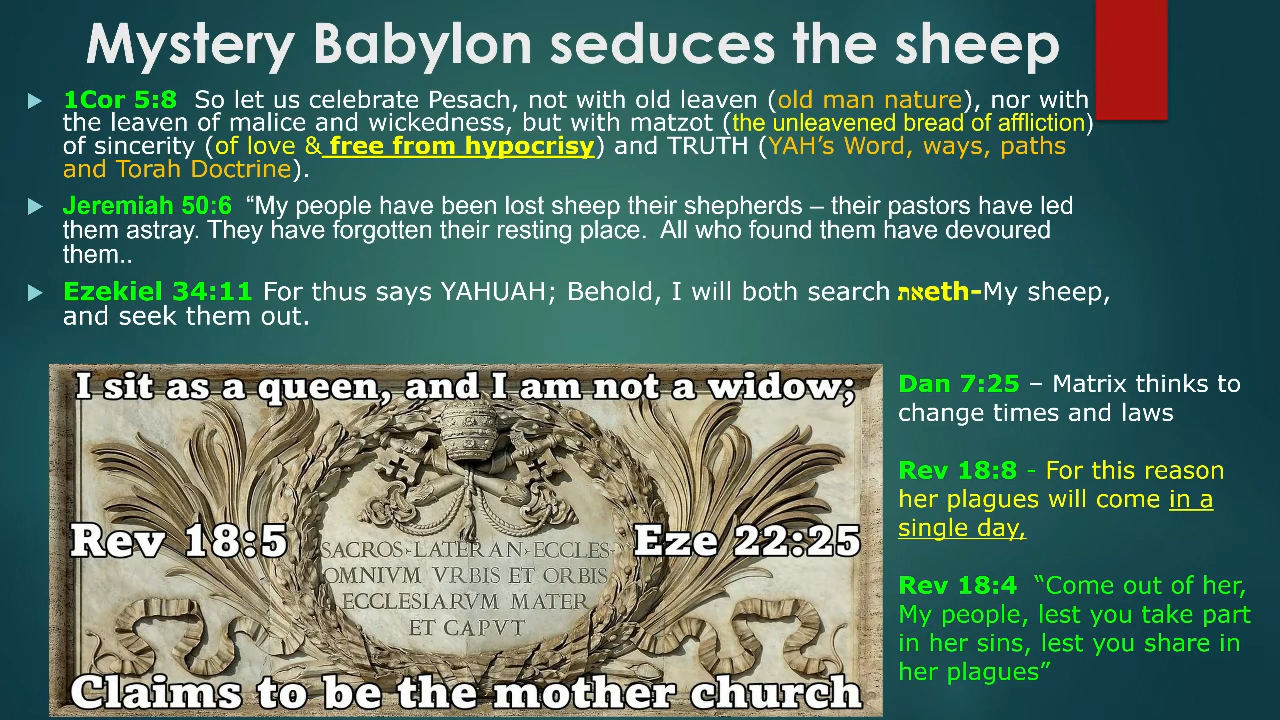 Mystery Babylon seduces the sheep
1Cor 5:8 So let us celebrate Pesach, not with old leaven (old man nature), nor with
the leaven of malice and wickedness, but with matzot (the unleavened bread of affliction)
of sincerity (of love & free from hypocrisy) and TRUTH (YAH’s Word, ways, paths
and Torah Doctrine).
Jeremiah 50:6 “My people have been lost sheep their shepherds – their pastors have led
them astray. They have forgotten their resting place. All who found them have devoured
them..
Ezekiel 34:11 For thus says YAHUAH; Behold, I will both search את eth-My sheep,
and seek them out.
I sit as a queen, and I am not a widow;
Rev 18:5
Eze 22:25
SACROS·LATERAN·ECCLES·
OMNIVM VRBIS ET ORBIS
ECCLESIARVM MATER
ET CAPVT
Claims to be the mother church
Dan 7:25 – Matrix thinks to
change times and laws
Rev 18:8 - For this reason
her plagues will come in a
single day,
Rev 18:4 “Come out of her,
My people, lest you take part
in her sins, lest you share in
her plagues”